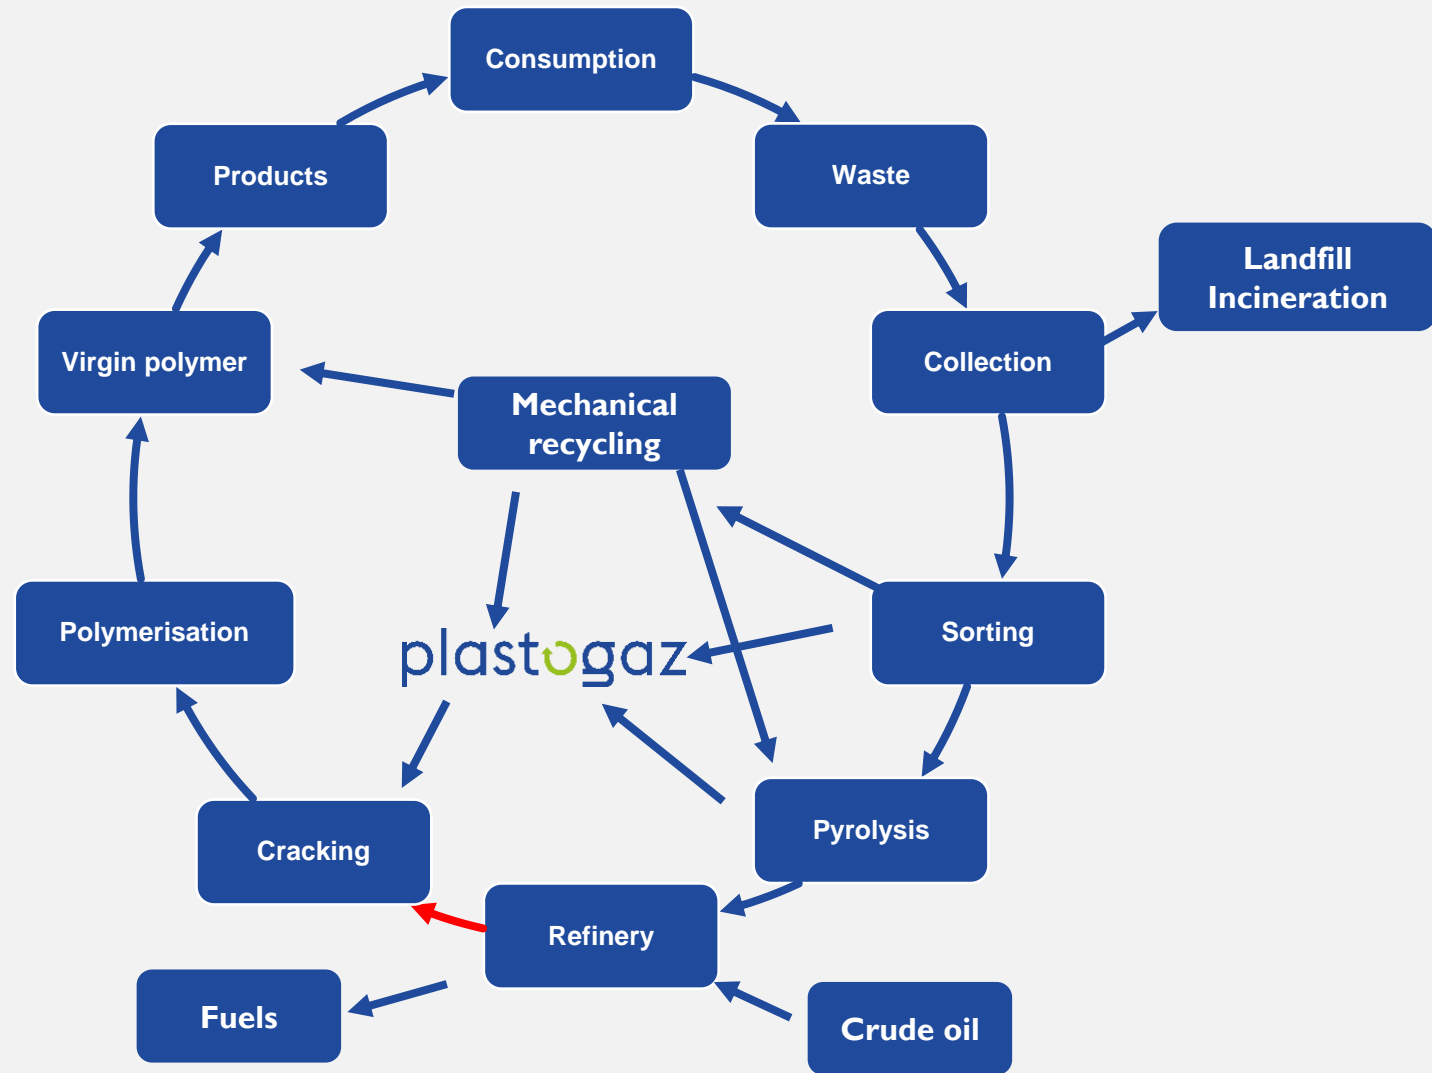 Consumption
Products
Waste
Landfill
Incineration
Virgin polymer
Collection
Mechanical
recycling
Polymerisation
plastogaz
Sorting
Cracking
Pyrolysis
Refinery
Fuels
Crude oil